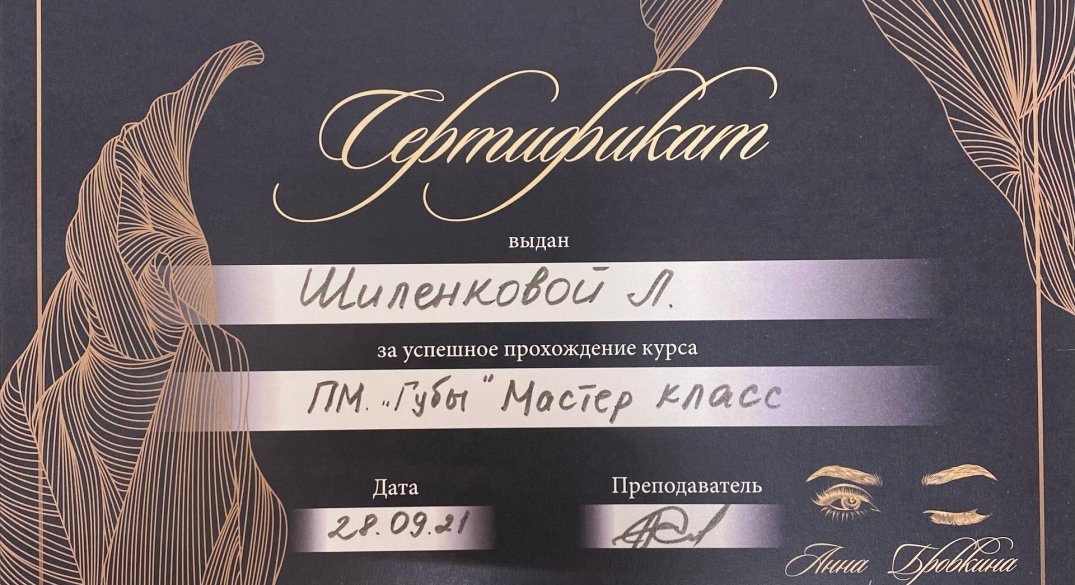 Сертификат
выдан
Шиленковой Л.
за успешное прохождение курса
ПМ. „Губы" Мастер класс
Дата
Преподаватель
28.09.21
Анна Бровкина